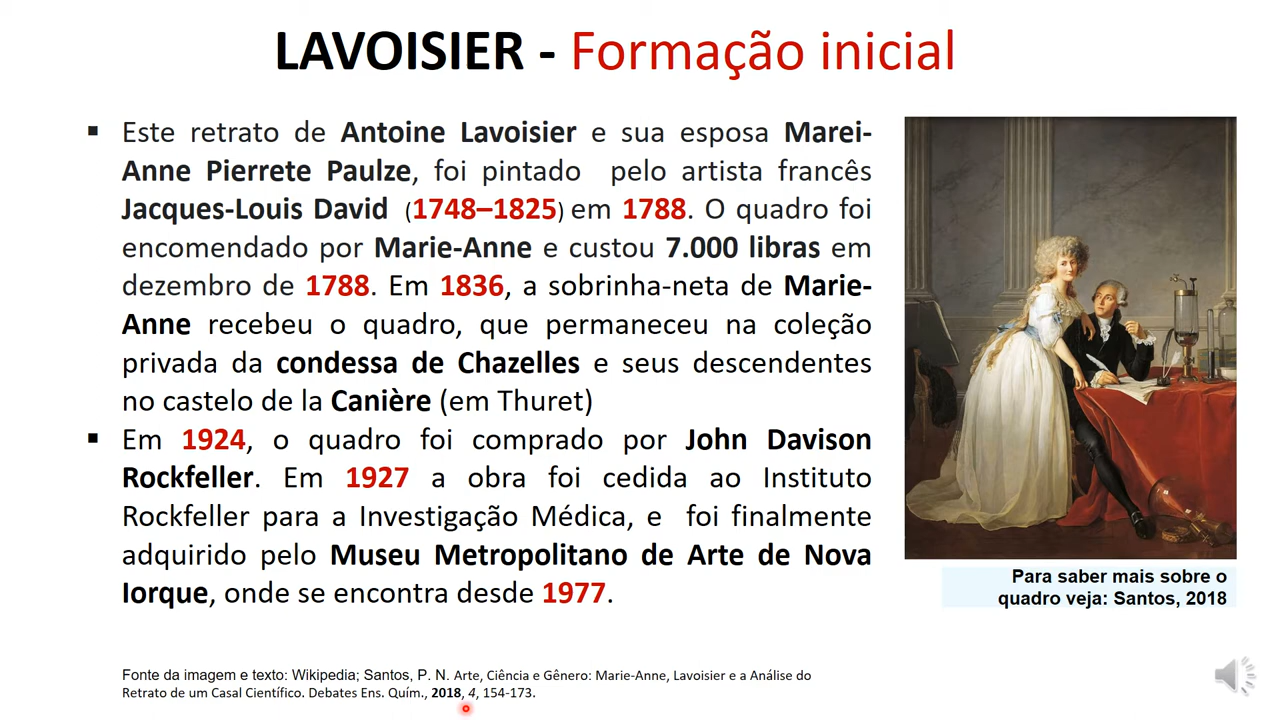 LAVOISIER - Formação inicial
▪ Este retrato de Antoine Lavoisier e sua esposa Marei-
Anne Pierrete Paulze, foi pintado pelo artista francês
Jacques-Louis David (1748–1825) em 1788. O quadro foi
encomendado por Marie-Anne e custou 7.000 libras em
dezembro de 1788. Em 1836, a sobrinha-neta de Marie-
Anne recebeu o quadro, que permaneceu na coleção
privada da condessa de Chazelles e seus descendentes
no castelo de la Canière (em Thuret)
▪ Em 1924, o quadro foi comprado por John Davison
Rockfeller. Em 1927 a obra foi cedida ao Instituto
Rockfeller para a Investigação Médica, e foi finalmente
adquirido pelo Museu Metropolitano de Arte de Nova
Iorque, onde se encontra desde 1977.
Para saber mais sobre o
quadro veja: Santos, 2018
Fonte da imagem e texto: Wikipedia; Santos, P. N. Arte, Ciência e Gênero: Marie-Anne, Lavoisier e a Análise do
Retrato de um Casal Científico. Debates Ens. Quím., 2018, 4, 154-173.